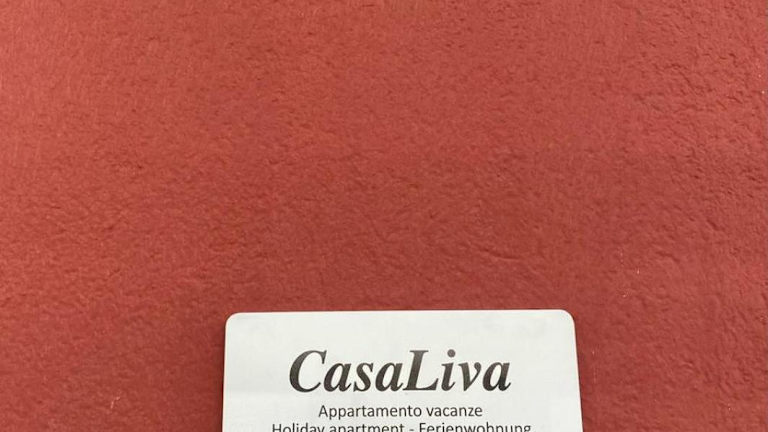 CasaLiva
Appartamento vacanze
Holiday apartment - Ferienwohnung